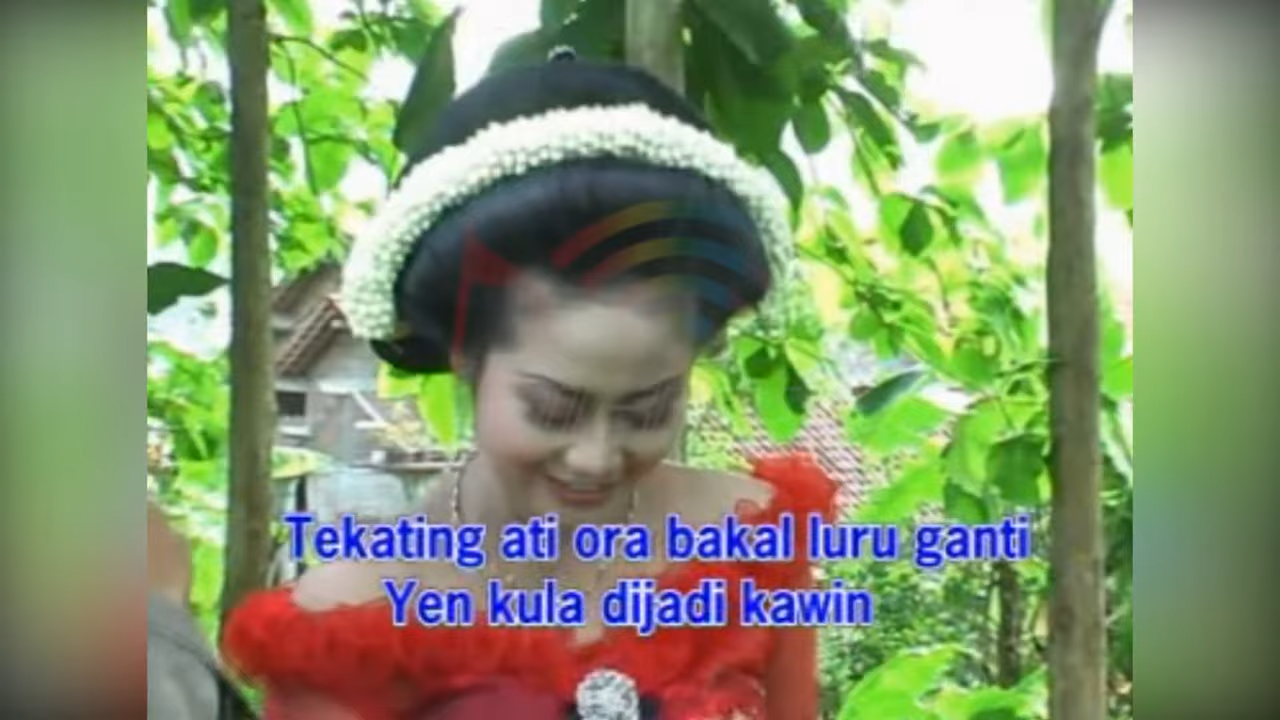 Tekating ati ora bakal luru ganti
Yen kula dijadi kawin